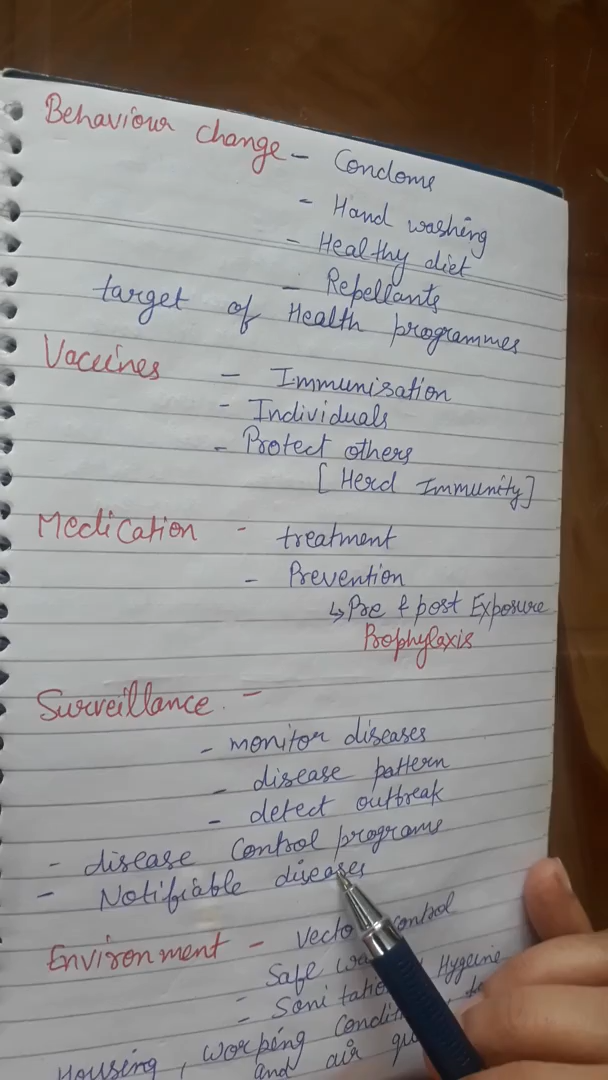 Behaviour change - Condoms
- Hand washing
- Healthy diet
- Repellants
target of Health programmes
Vaccines - Immunisation
- Individuals
- Protect others
[Herd Immunity]
Medication - treatment
- Prevention
↳ Pre & post Exposure
Prophylaxis
Surveillance. -
- monitor diseases
- disease pattern
- detect outbreak
- disease Control programs
- Notifiable diseases
Environment - Vector control
- Safe
- Sanitation Hygeine
Housing, working
and air